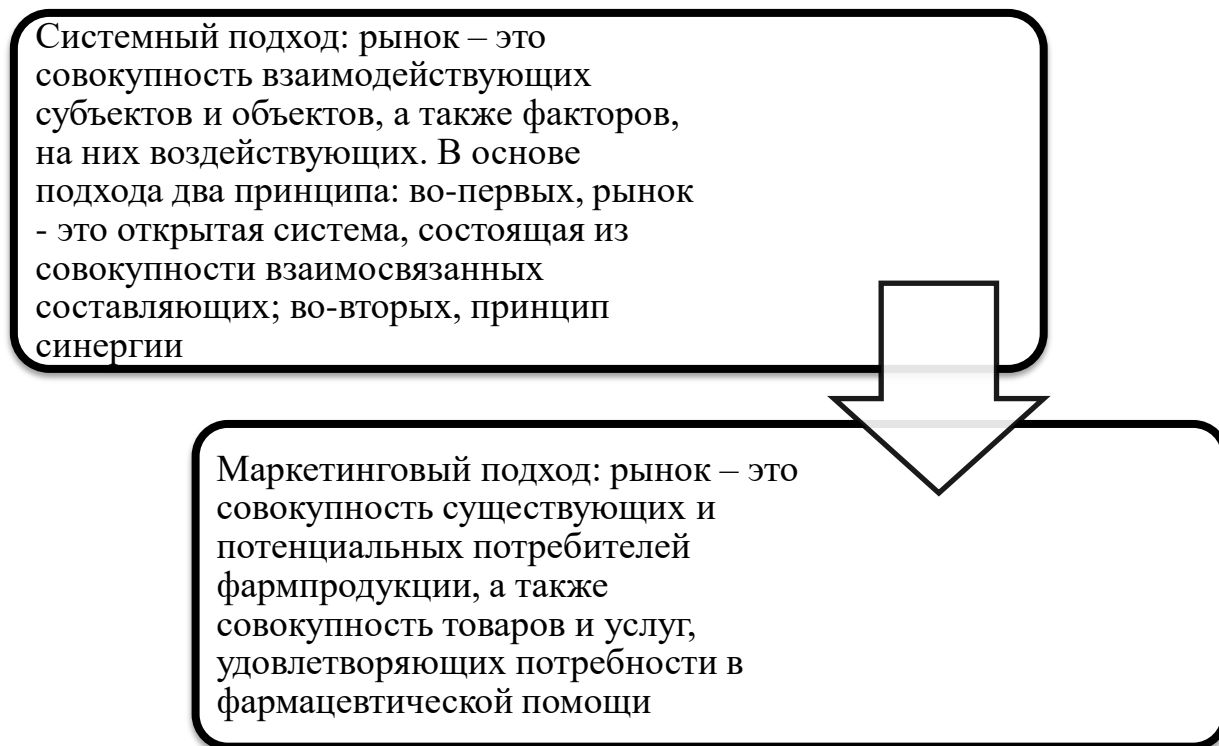 Системный подход: рынок – это
совокупность взаимодействующих
субъектов и объектов, а также факторов,
на них воздействующих. В основе
подхода два принципа: во-первых, рынок
- это открытая система, состоящая из
совокупности взаимосвязанных
составляющих; во-вторых, принцип
синергии
Маркетинговый подход: рынок – это
совокупность существующих и
потенциальных потребителей
фармпродукции, а также
совокупность товаров и услуг,
удовлетворяющих потребности в
фармацевтической помощи